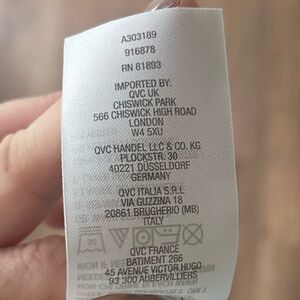 A303189
916878
RN 81893
IMPORTED BY:
QVC UK
CHISWICK PARK
566 CHISWICK HIGH ROAD
LONDON
W4 5XU
QVC HANDEL LLC & CO. KG
PLOCKSTR. 30
40221 DÜSSELDORF
GERMANY
QVC ITALIA S.R.L
VIA GUZZINA 18
20861 BRUGHERIO (MB)
ITALY
QVC FRANCE
BATIMENT 266
45 AVENUE VICTOR HUGO
93 300 AUBERVILLIERS